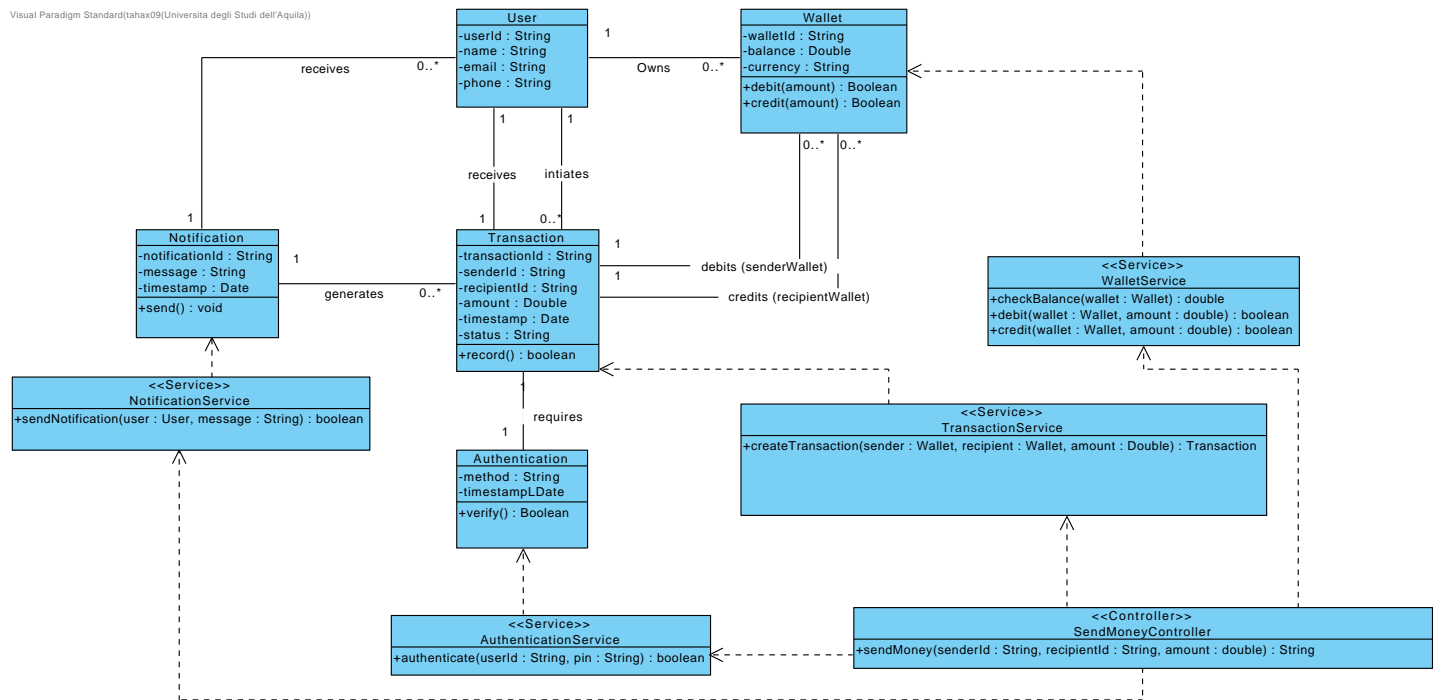 Visual Paradigm Standard(tahax09(Universita degli Studi dell'Aquila))
User
-userId : String
-name : String
-email : String
-phone : String
Wallet
-walletId : String
-balance : Double
-currency : String
+debit(amount) : Boolean
+credit(amount) : Boolean
1
Owns
0..*
receives
0..*
1
1
receives
1
1
intiates
0..*
0..*
0..*
Notification
-notificationId : String
-message : String
-timestamp : Date
+send() : void
1
generates
0..*
Transaction
-transactionId : String
-senderId : String
-recipientId : String
-amount : Double
-timestamp : Date
-status : String
+record() : boolean
1
debits (senderWallet)
1
credits (recipientWallet)
<<Service>>
WalletService
+checkBalance(wallet : Wallet) : double
+debit(wallet : Wallet, amount : double) : boolean
+credit(wallet : Wallet, amount : double) : boolean
<<Service>>
NotificationService
+sendNotification(user : User, message : String) : boolean
1
requires
1
<<Service>>
TransactionService
+createTransaction(sender : Wallet, recipient : Wallet, amount : Double) : Transaction
Authentication
-method : String
-timestampLDate
+verify() : Boolean
<<Service>>
AuthenticationService
+authenticate(userId : String, pin : String) : boolean
<<Controller>>
SendMoneyController
+sendMoney(senderId : String, recipientId : String, amount : double) : String